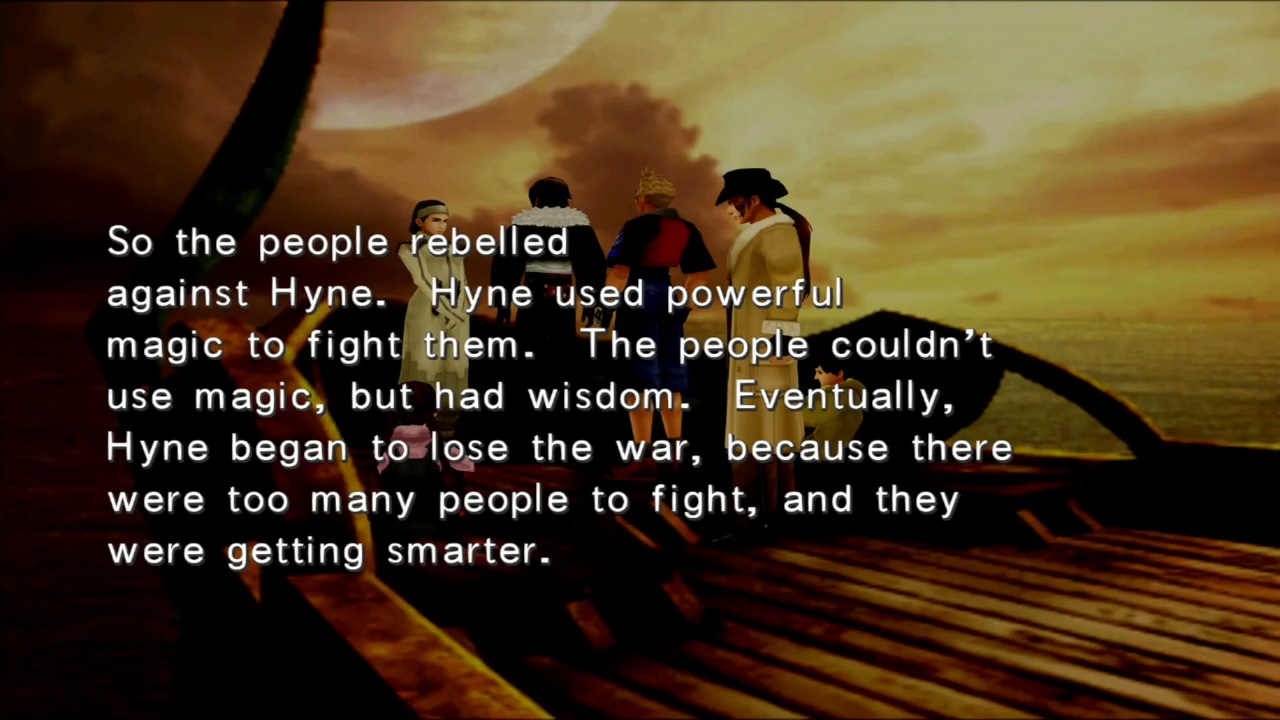 So the people rebelled
against Hyne.  Hyne used powerful
magic to fight them.  The people couldn't
use magic, but had wisdom.  Eventually,
Hyne began to lose the war, because there
were too many people to fight, and they
were getting smarter.